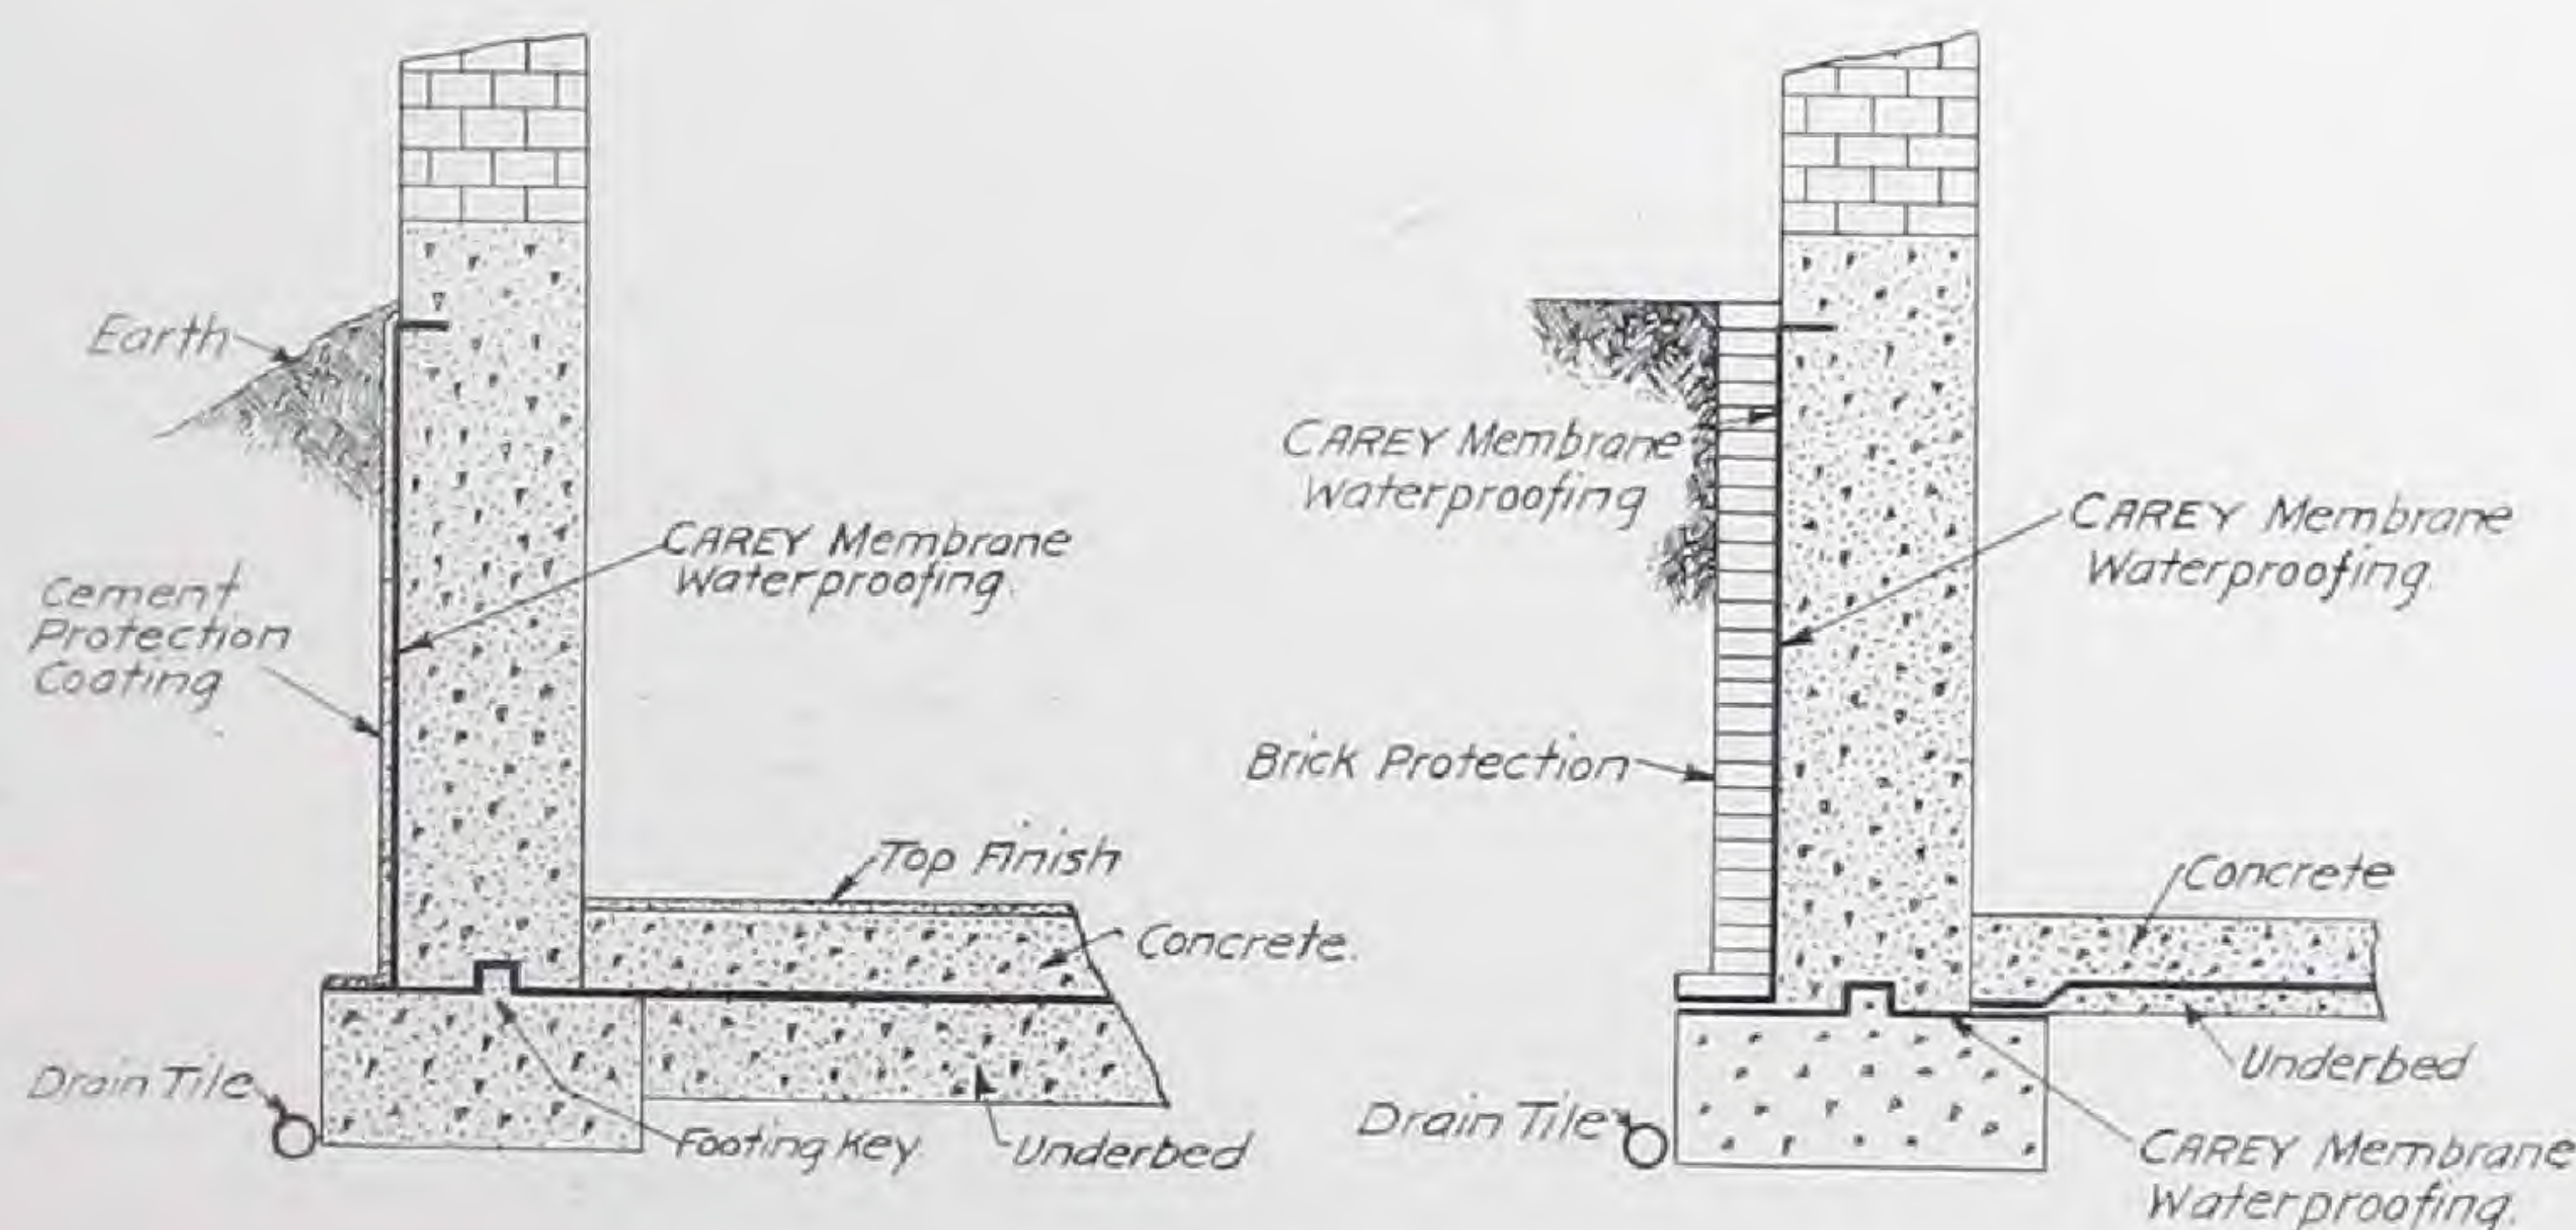 Earth
CAREY Membrane
Waterproofing.
Cement
Protection
Coating
Top Finish
Concrete.
Drain Tile
Footing Key
Underbed
CAREY Membrane
Waterproofing
CAREY Membrane
Waterproofing.
Brick Protection
Concrete
Underbed
Drain Tile
CAREY Membrane
Waterproofing.